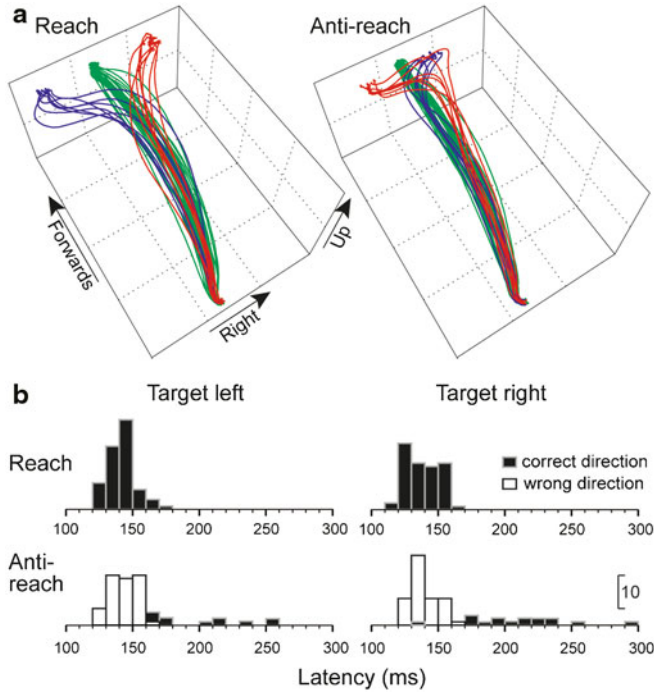 a
Reach
Anti-reach
Forwards
Right
Up
b
Target left
Target right
Reach
correct direction
wrong direction
100 150 200 250 300
100 150 200 250 300
Anti-
reach
10
100 150 200 250 300
100 150 200 250 300
Latency (ms)